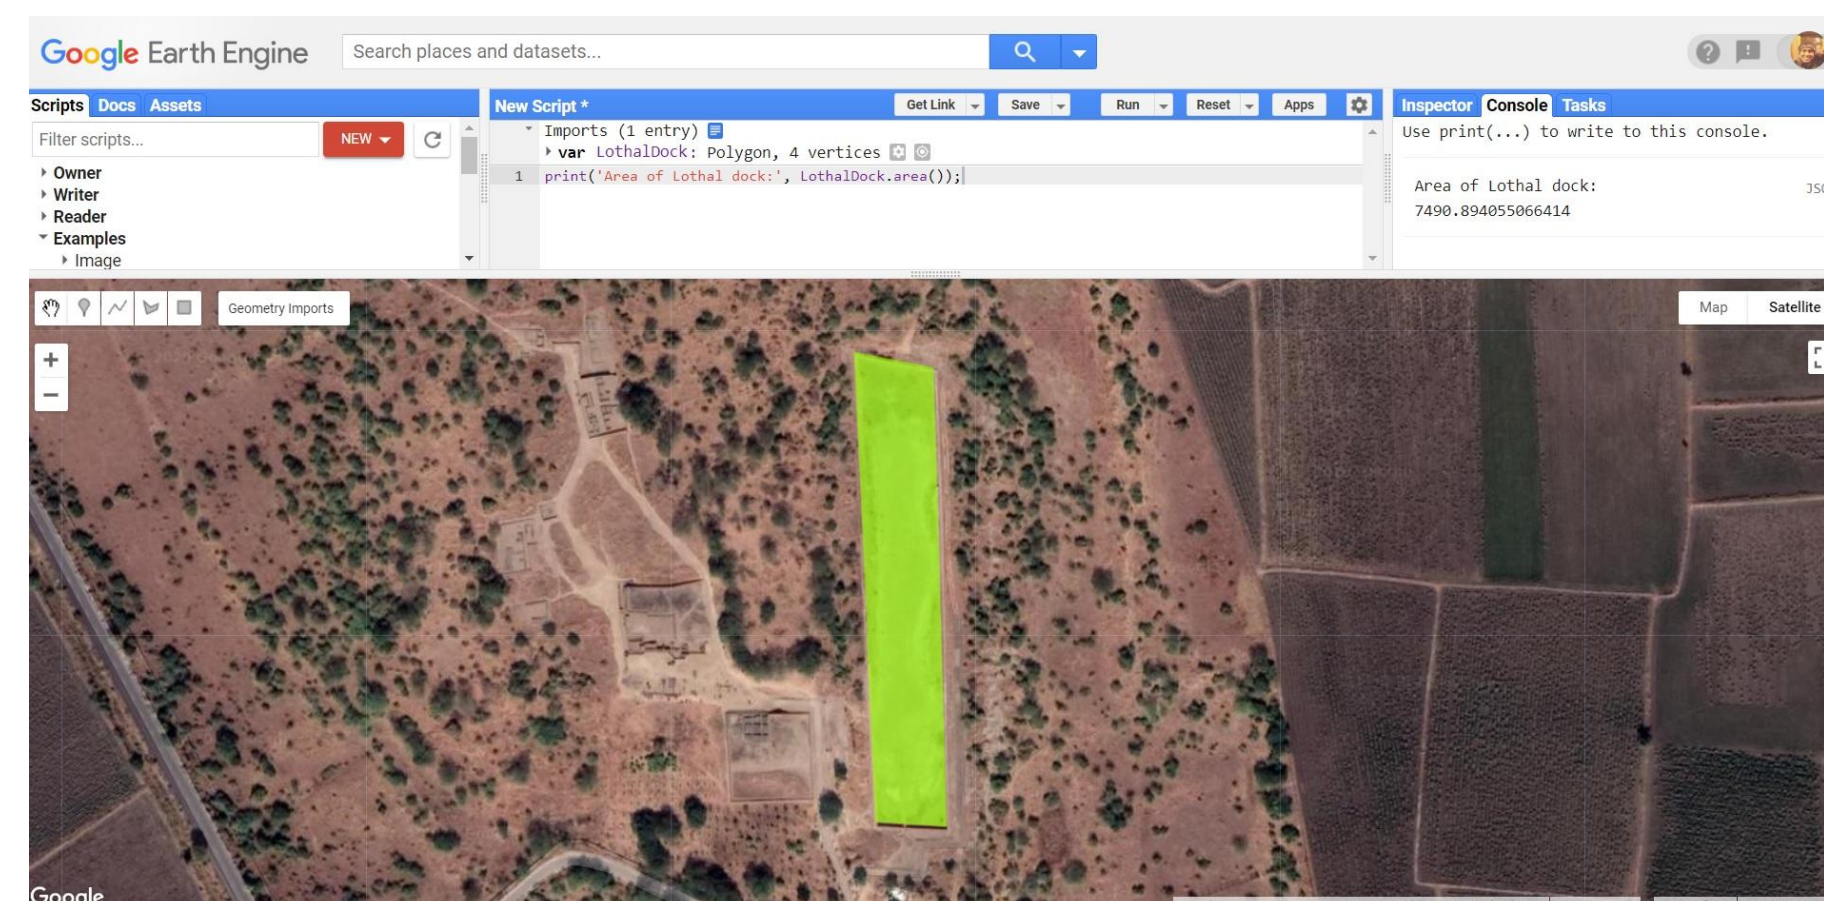 Google Earth Engine
Search places and datasets...
Scripts Docs Assets
New Script *
Get Link Save Run Reset Apps
Inspector Console Tasks
Filter scripts...
NEW
Owner
Writer
Reader
Examples
Image
Imports (1 entry)
var LothalDock: Polygon, 4 vertices
1 print('Area of Lothal dock:', LothalDock.area());
Use print(...) to write to this console.
Area of Lothal dock:
7490.894055066414
Geometry Imports
Map Satellite
Google